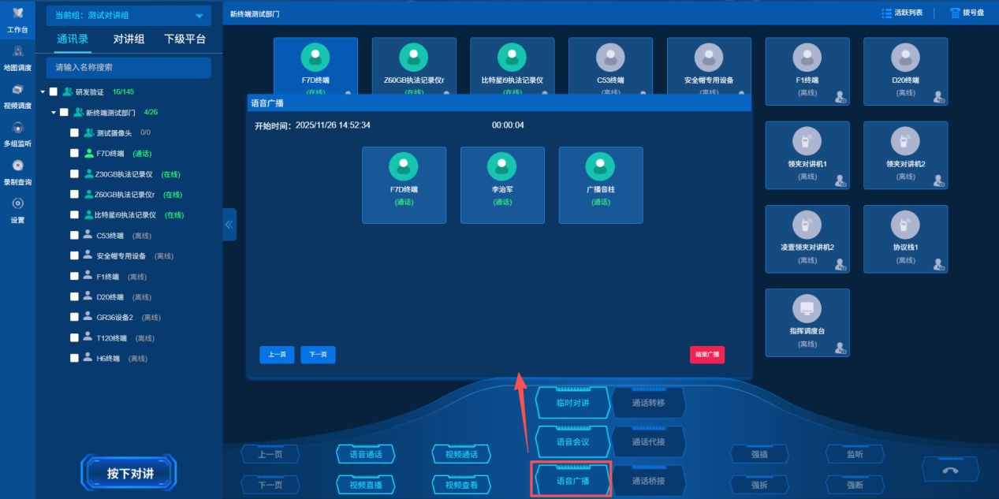 工作台
地图调度
视频调度
多组监听
录制查询
设置
当前组: 测试对讲组
通讯录 对讲组 下级平台
请输入名称搜索
研发验证 16/145
新终端测试部门 4/26
测试摄像头 0/0
F7D终端 (通话)
Z30GB执法记录仪 (在线)
Z60GB执法记录仪r (在线)
比特星i9执法记录仪 (在线)
C53终端 (离线)
安全帽专用设备 (离线)
F1终端 (离线)
D20终端 (离线)
GR36设备2 (离线)
T120终端 (离线)
H6终端 (离线)
按下对讲
新终端测试部门
活跃列表
拨号盘
F7D终端
(在线)
Z60GB执法记录仪r
(在线)
比特星i9执法记录仪
(在线)
C53终端
(离线)
安全帽专用设备
(离线)
F1终端
(离线)
D20终端
(离线)
领夹对讲机1
(离线)
领夹对讲机2
(离线)
凌壹领夹对讲机2
(离线)
协议栈1
(离线)
指挥调度台
(离线)
语音广播
开始时间: 2025/11/26 14:52:34 00:00:04
F7D终端
(通话)
李治军
(通话)
广播音柱
(通话)
上一页
下一页
结束广播
临时对讲
通话转移
语音会议
通话代接
语音广播
通话桥接
上一页
语音通话
视频通话
强插
监听
下一页
视频直播
视频查看
强拆
强断